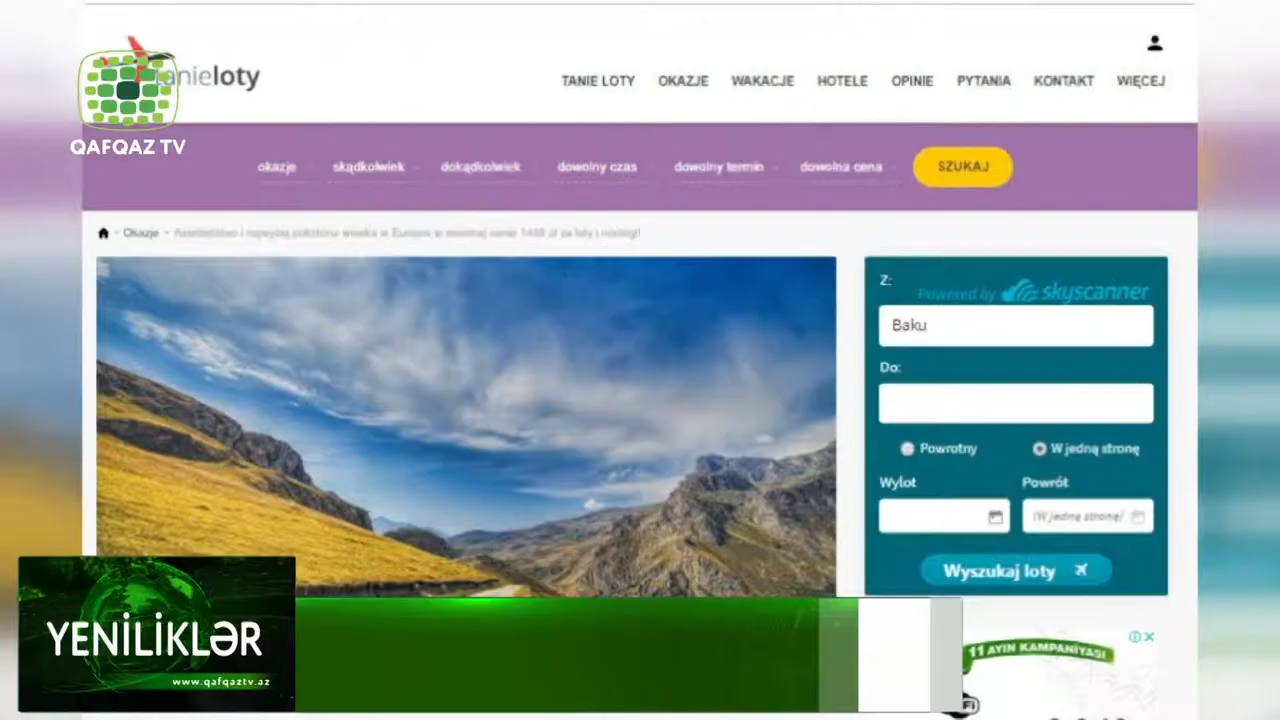 tanieloty
TANIE LOTY OKAZJE WAKACJE HOTELE OPINIE PYTANIA KONTAKT WIĘCEJ
QAFQAZ TV
okazje skądkolwiek dokądkolwiek dowolny czas dowolny termin dowolna cena SZUKAJ
Okazje
Z:
Powered by skyscanner
Baku
Do:
Powrotny W jedną stronę
Wylot Powrót
(W jedną stronę)
Wyszukaj loty
YENİLİKLƏR
www.qafqaztv.az
11 AYIN KAMPANİYASI